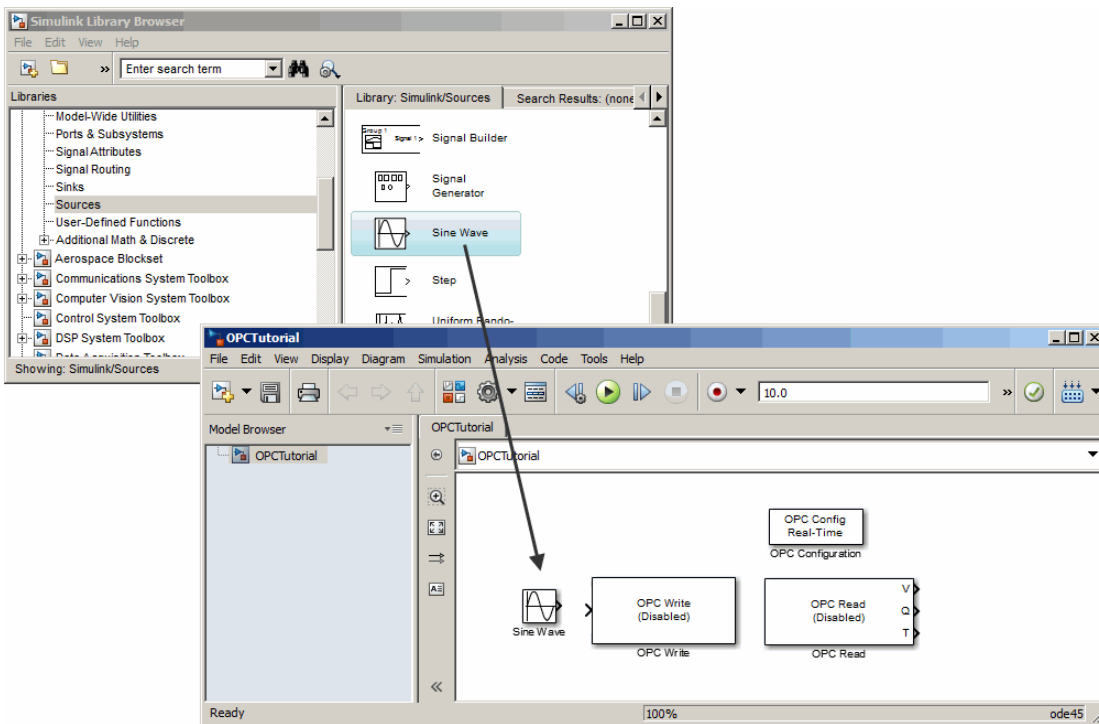 Simulink Library Browser
File Edit View Help
» Enter search term
Libraries
Model-Wide Utilities
Ports & Subsystems
Signal Attributes
Signal Routing
Sinks
Sources
User-Defined Functions
Additional Math & Discrete
Aerospace Blockset
Communications System Toolbox
Computer Vision System Toolbox
Control System Toolbox
DSP System Toolbox
Showing: Simulink/Sources
Library: Simulink/Sources Search Results: (none
Group 1
Signal 1
Signal Builder
Signal
Generator
Sine Wave
Step
OPCTutorial
File Edit View Display Diagram Simulation Analysis Code Tools Help
10.0 »
Model Browser
OPCTutorial
OPCTutorial
OPCTutorial
OPC Config
Real-Time
OPC Configuration
Sine Wave
OPC Write
(Disabled)
OPC Write
OPC Read
(Disabled)
V
Q
T
OPC Read
Ready 100% ode45